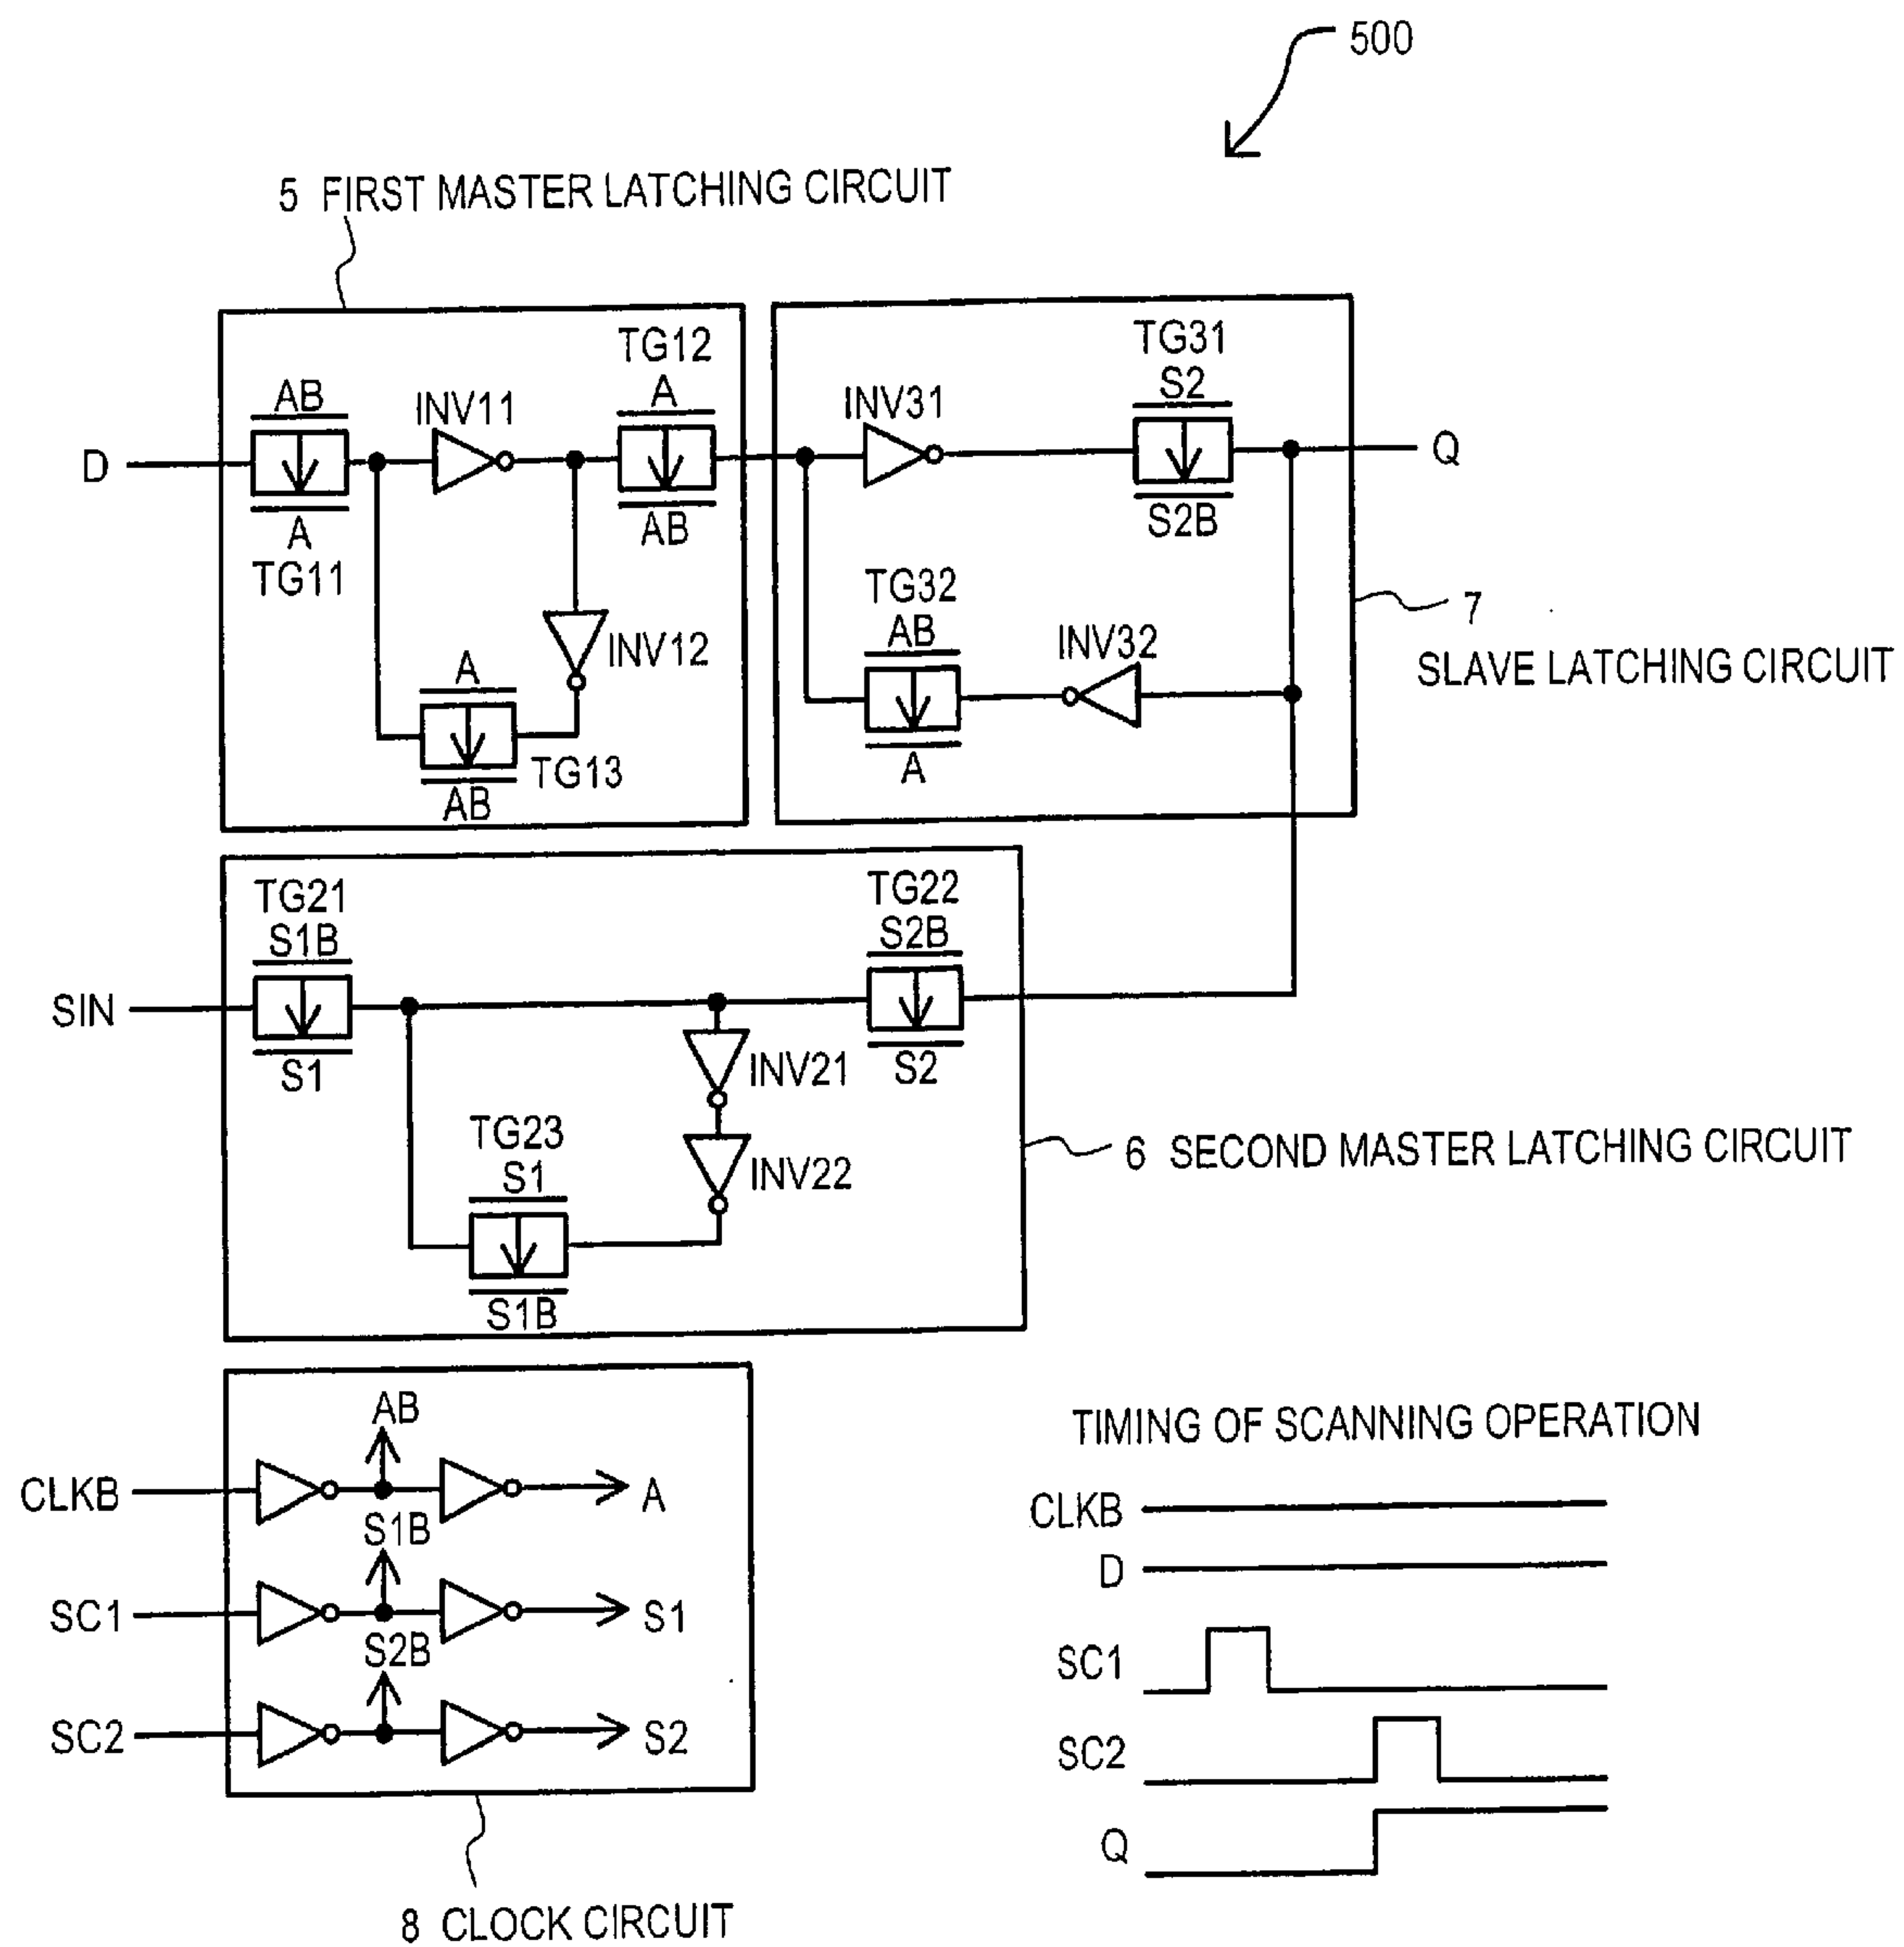 500
5 FIRST MASTER LATCHING CIRCUIT
D
AB
A
TG11
INV11
TG12
A
AB
INV12
A
TG13
AB
INV31
TG31
S2
S2B
Q
TG32
AB
A
INV32
7
SLAVE LATCHING CIRCUIT
SIN
TG21
S1B
S1
TG22
S2B
S2
INV21
INV22
TG23
S1
S1B
6 SECOND MASTER LATCHING CIRCUIT
CLKB
AB
A
SC1
S1B
S1
SC2
S2B
S2
8 CLOCK CIRCUIT
TIMING OF SCANNING OPERATION
CLKB
D
SC1
SC2
Q